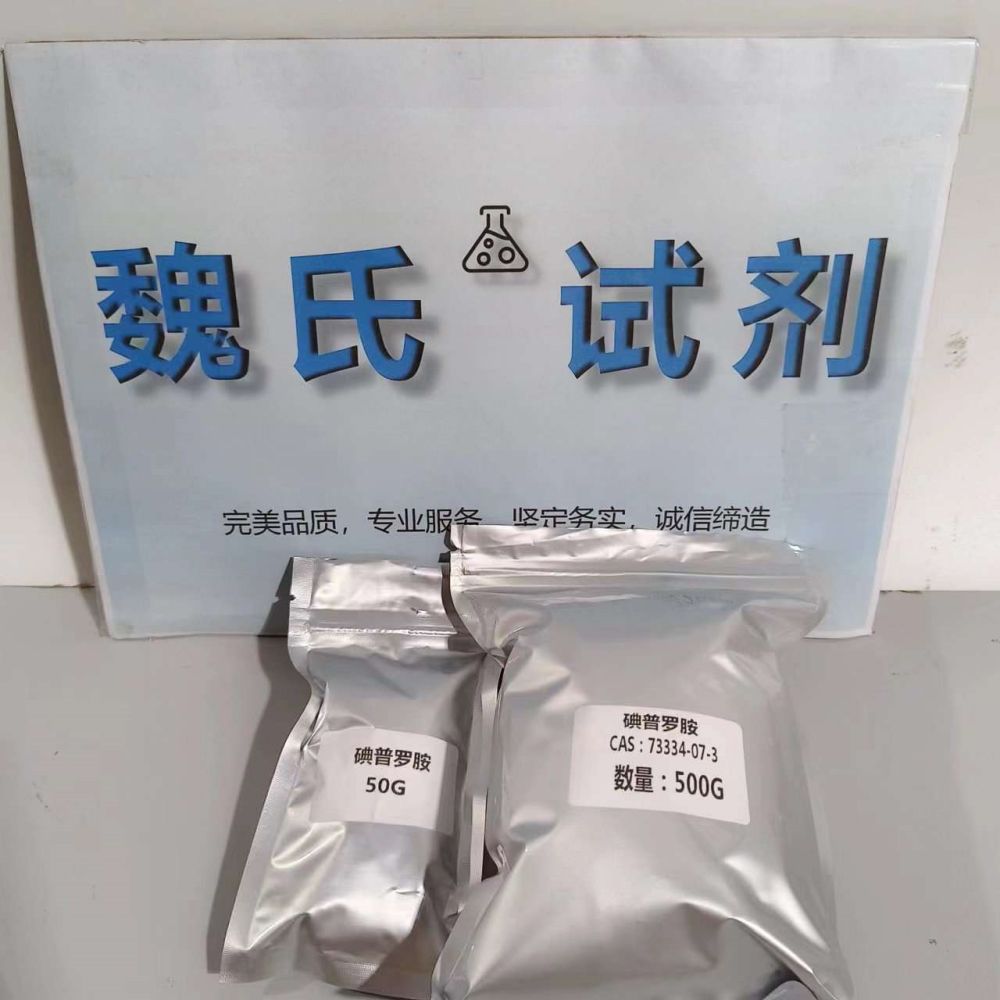 魏氏试剂
完美品质，专业服务，坚定务实，诚信缔造
碘普罗胺
50G
碘普罗胺
CAS：73334-07-3
数量：500G